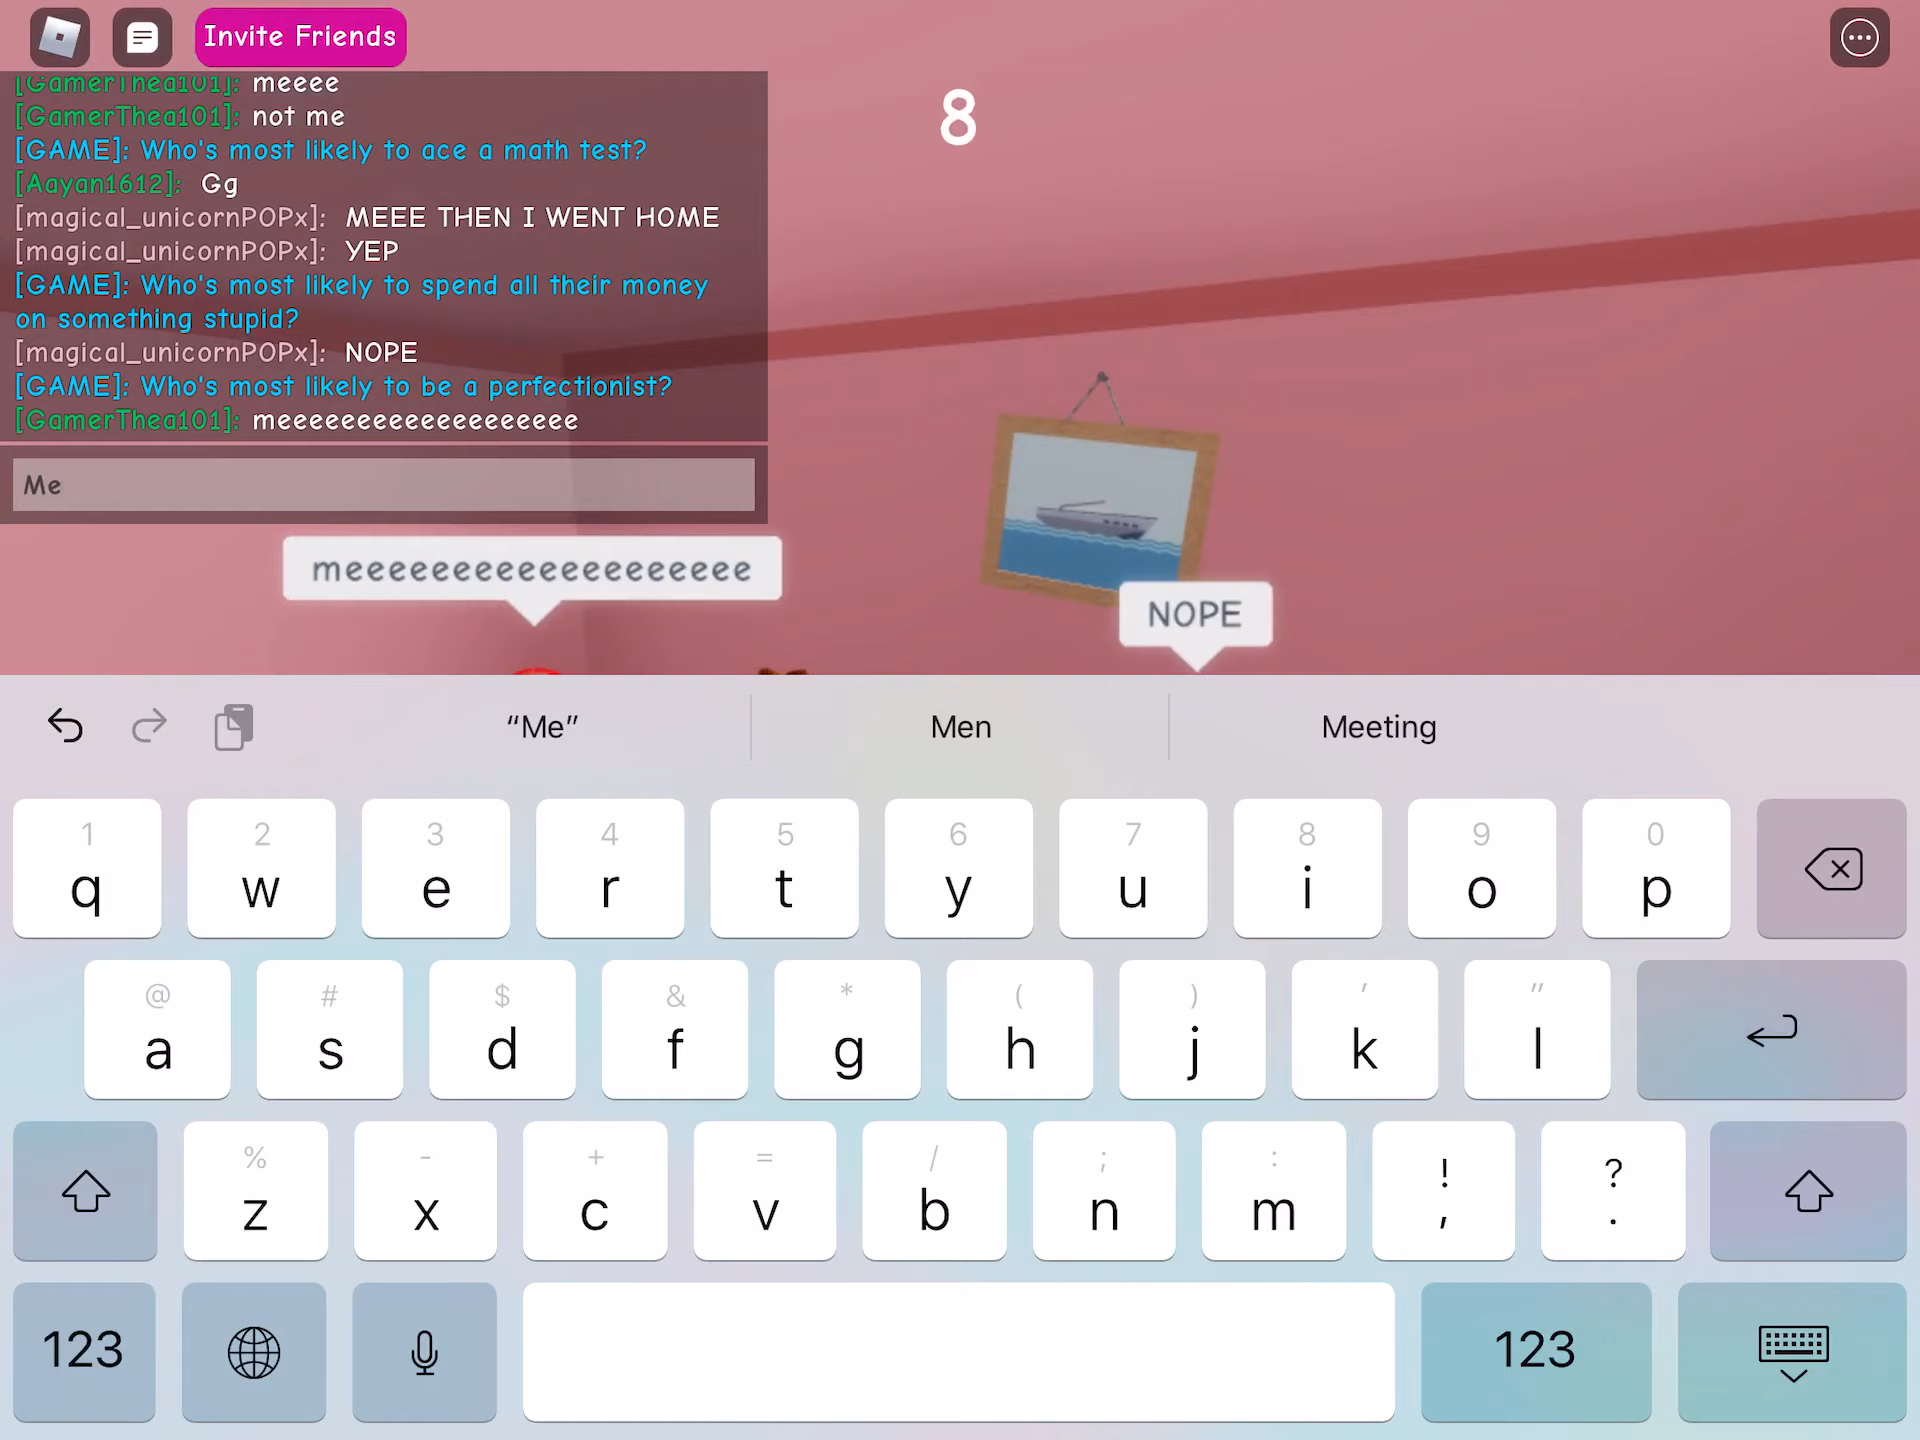 Invite Friends
[GamerThea101]: meeee
[GamerThea101]: not me
[GAME]: Who's most likely to ace a math test?
[Aayan1612]: Gg
[magical_unicornPOPx]: MEEE THEN I WENT HOME
[magical_unicornPOPx]: YEP
[GAME]: Who's most likely to spend all their money
on something stupid?
[magical_unicornPOPx]: NOPE
[GAME]: Who's most likely to be a perfectionist?
[GamerThea101]: meeeeeeeeeeeeeeeeeee
8
Me
meeeeeeeeeeeeeeeeeee
NOPE
“Me” Men Meeting
1 2 3 4 5 6 7 8 9 0
q w e r t y u i o p
@ # $ & * ( ) ' "
a s d f g h j k l
% - + = / ; : ! ?
z x c v b n m , .
123 123